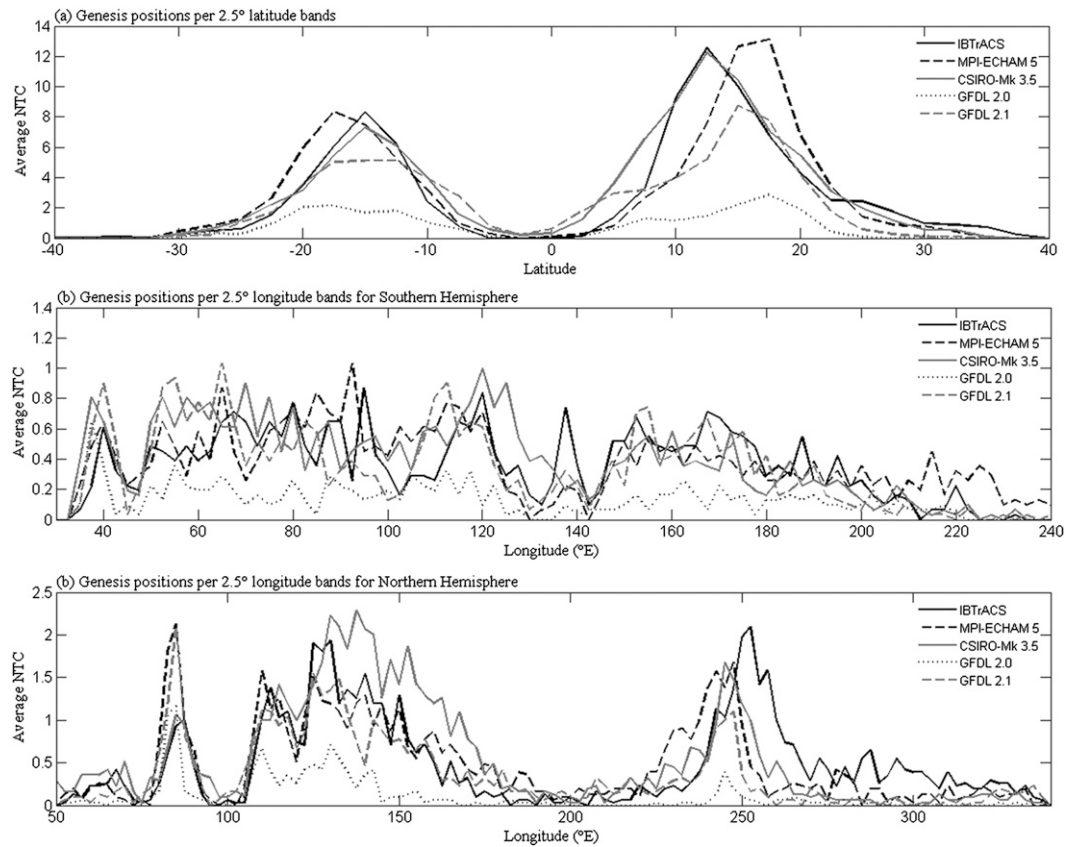 (a) Genesis positions per 2.5° latitude bands
14
12
10
8
6
4
2
0
Average NTC
IBTrACS
MPI-ECHAM 5
CSIRO-Mk 3.5
GFDL 2.0
GFDL 2.1
-40 -30 -20 -10 0 10 20 30 40
Latitude
(b) Genesis positions per 2.5° longitude bands for Southern Hemisphere
1.4
1.2
1
0.8
0.6
0.4
0.2
0
Average NTC
IBTrACS
MPI-ECHAM 5
CSIRO-Mk 3.5
GFDL 2.0
GFDL 2.1
40 60 80 100 120 140 160 180 200 220 240
Longitude (°E)
(b) Genesis positions per 2.5° longitude bands for Northern Hemisphere
2.5
2
1.5
1
0.5
0
Average NTC
IBTrACS
MPI-ECHAM 5
CSIRO-Mk 3.5
GFDL 2.0
GFDL 2.1
50 100 150 200 250 300
Longitude (°E)